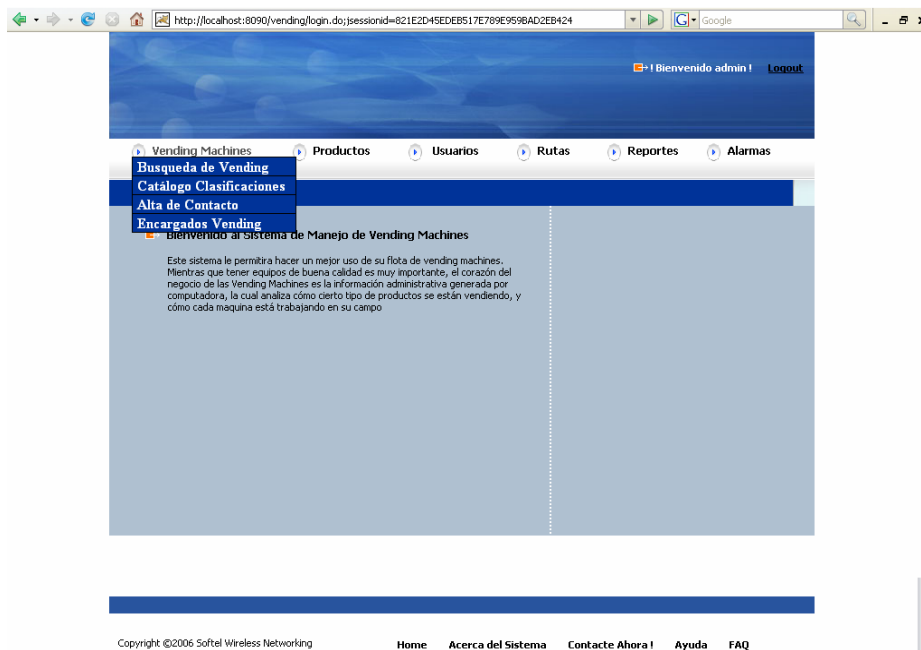 http://localhost:8090/vending/login.do;jsessionid=821E2D45EDEB517E789E959BAD2EB424
G
Google
! Bienvenido admin ! Logout
Vending Machines Productos Usuarios Rutas Reportes Alarmas
Busqueda de Vending
Catálogo Clasificaciones
Alta de Contacto
Encargados Vending
Bienvenido al Sistema de Manejo de Vending Machines
Este sistema le permitira hacer un mejor uso de su flota de vending machines.
Mientras que tener equipos de buena calidad es muy importante, el corazón del
negocio de las Vending Machines es la información administrativa generada por
computadora, la cual analiza cómo cierto tipo de productos se están vendiendo, y
cómo cada maquina está trabajando en su campo
Copyright ©2006 Softel Wireless Networking Home Acerca del Sistema Contacte Ahora ! Ayuda FAQ